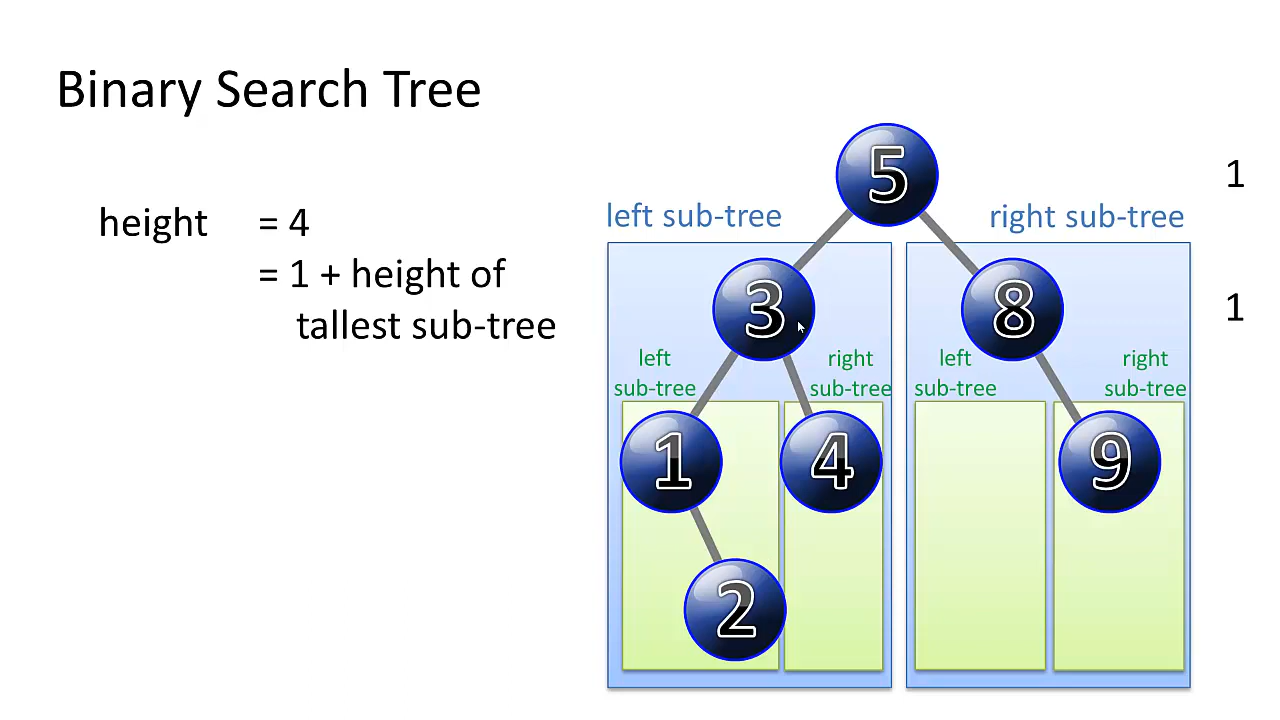 Binary Search Tree
height = 4
= 1 + height of
tallest sub-tree
5
1
left sub-tree
right sub-tree
3
8
1
left
sub-tree
right
sub-tree
left
sub-tree
right
sub-tree
1
4
9
2